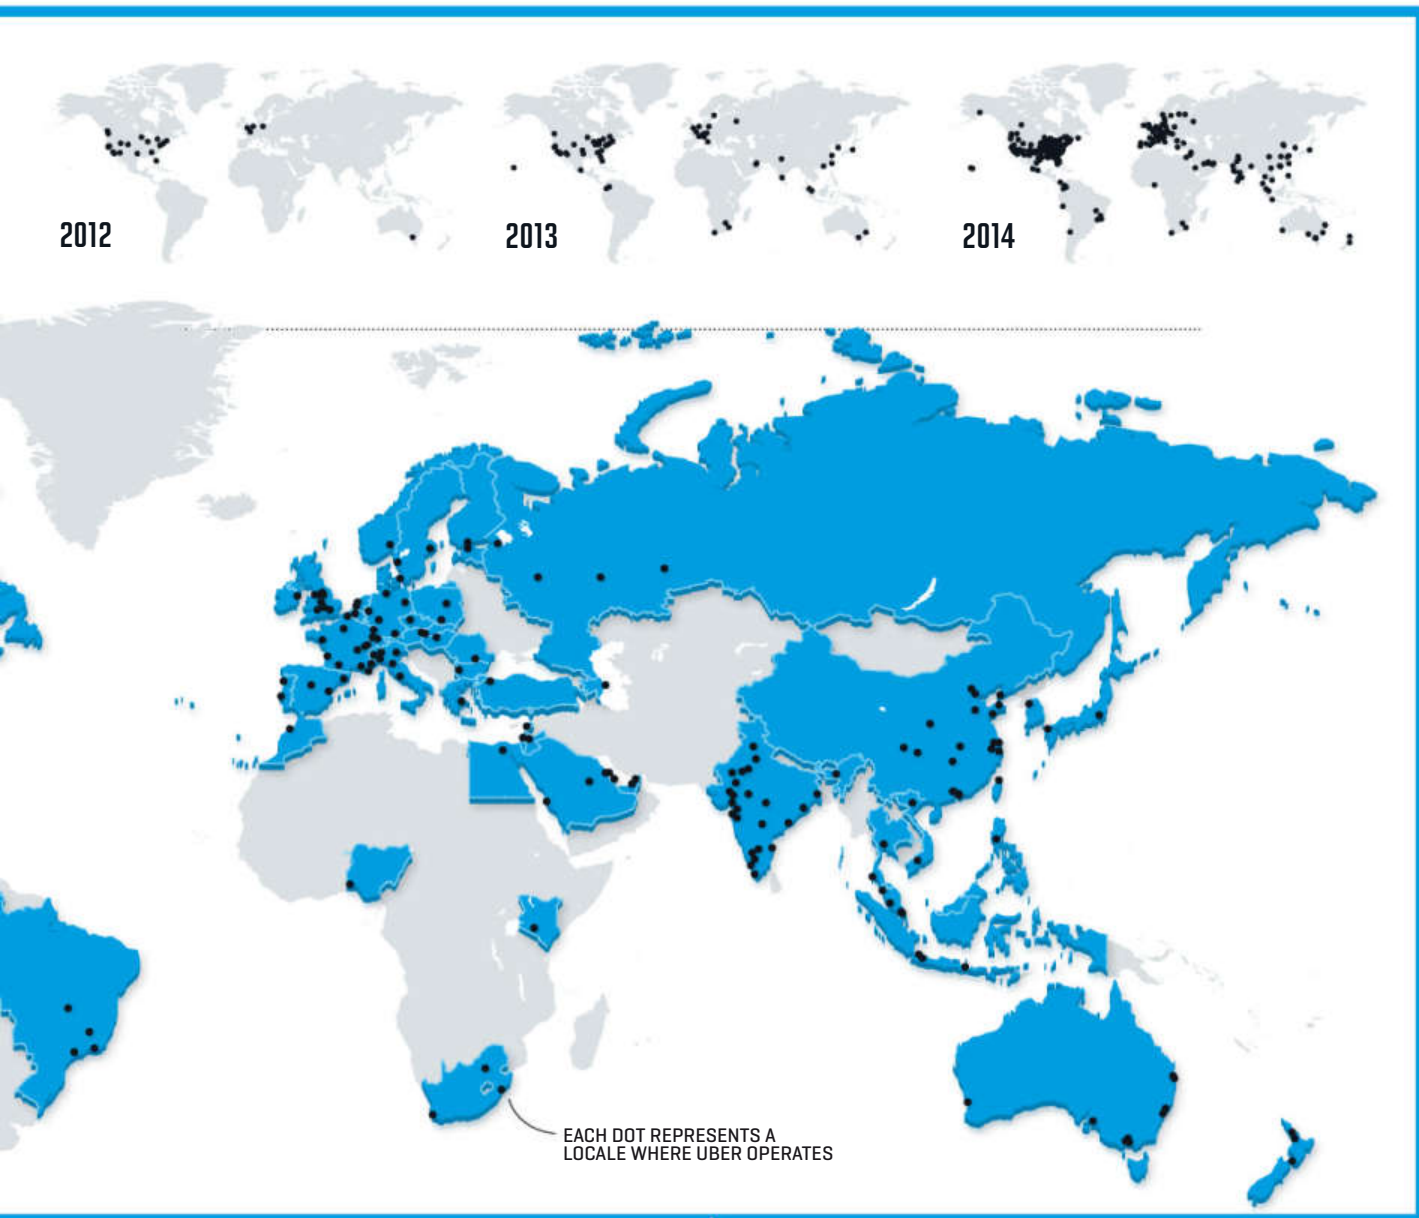 2012
2013
2014
EACH DOT REPRESENTS A
LOCALE WHERE UBER OPERATES